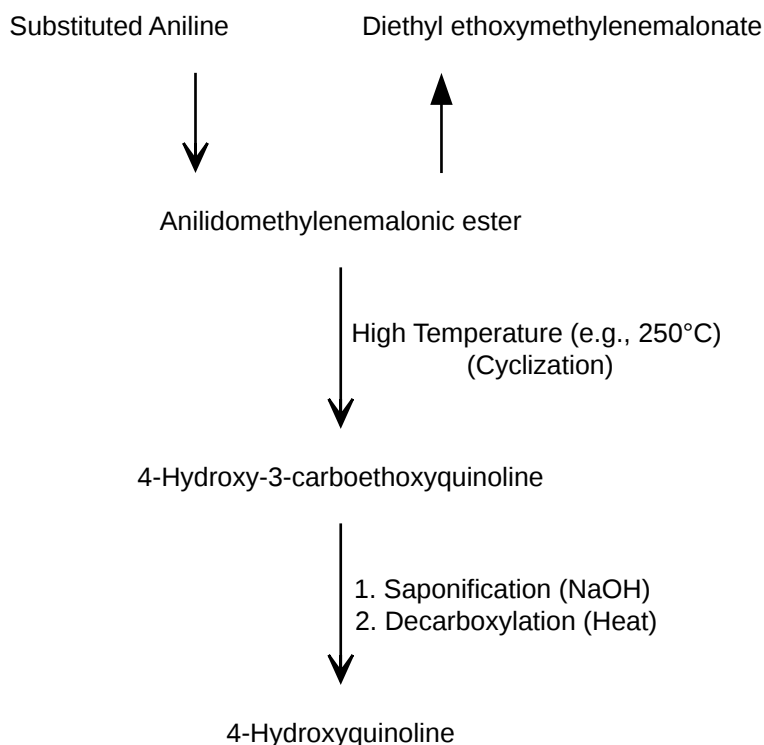 Substituted Aniline
Diethyl ethoxymethylenemalonate
Anilidomethylenemalonic ester
High Temperature (e.g., 250°C)
(Cyclization)
4-Hydroxy-3-carboethoxyquinoline
1. Saponification (NaOH)
2. Decarboxylation (Heat)
4-Hydroxyquinoline